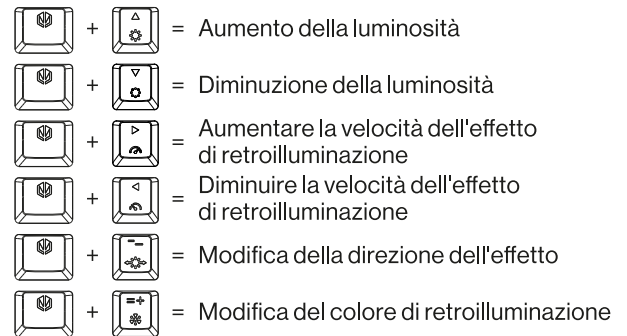 + = Aumento della luminosità
+ = Diminuzione della luminosità
+ = Aumentare la velocità dell'effetto
di retroilluminazione
+ = Diminuire la velocità dell'effetto
di retroilluminazione
+ -- = Modifica della direzione dell'effetto
+ =+ = Modifica del colore di retroilluminazione